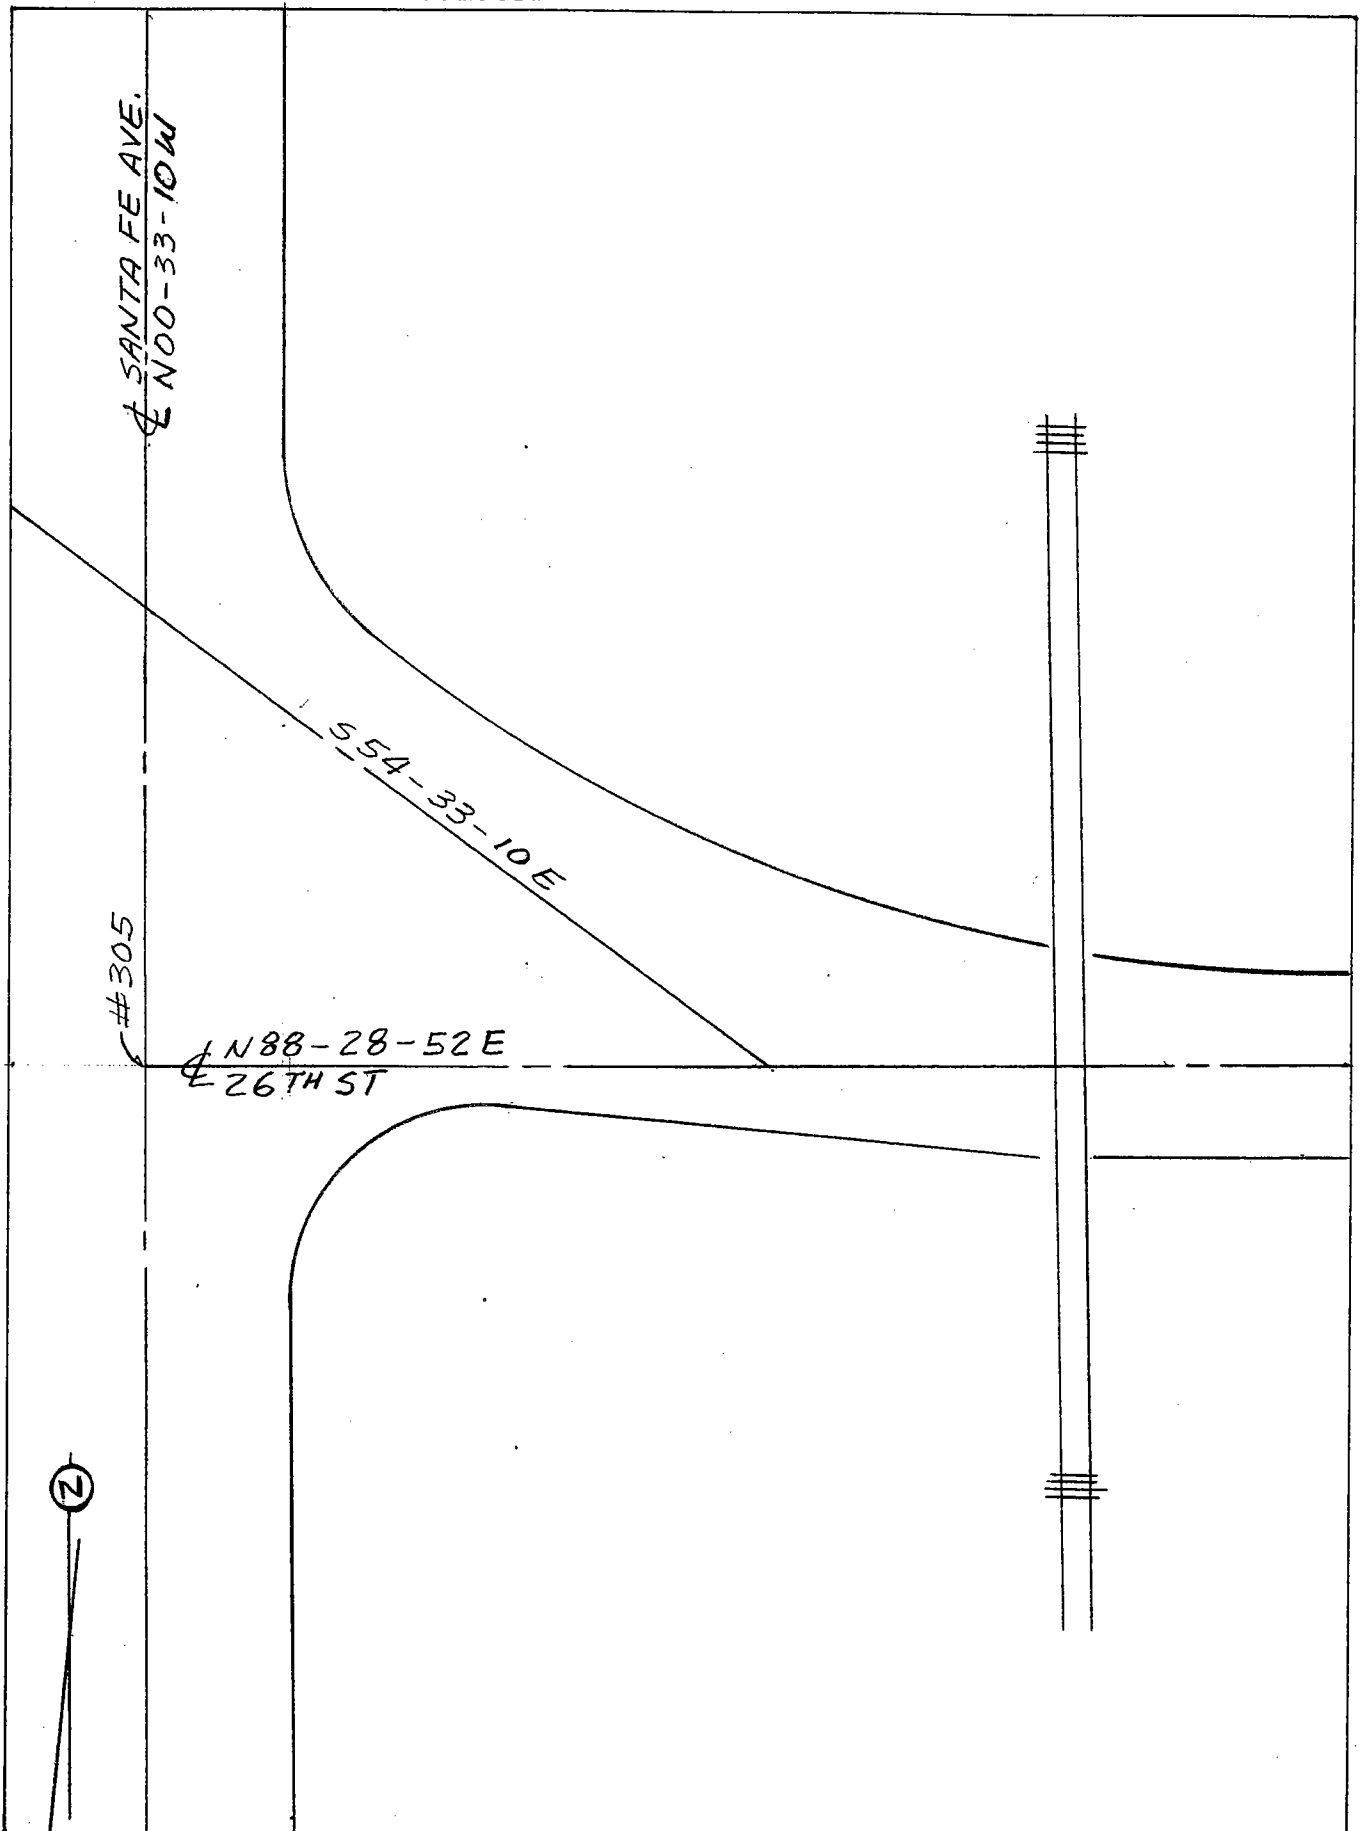 ℄ SANTA FE AVE.
N00-33-10W
S54-33-10E
#305
℄ N88-28-52E
26TH ST
N